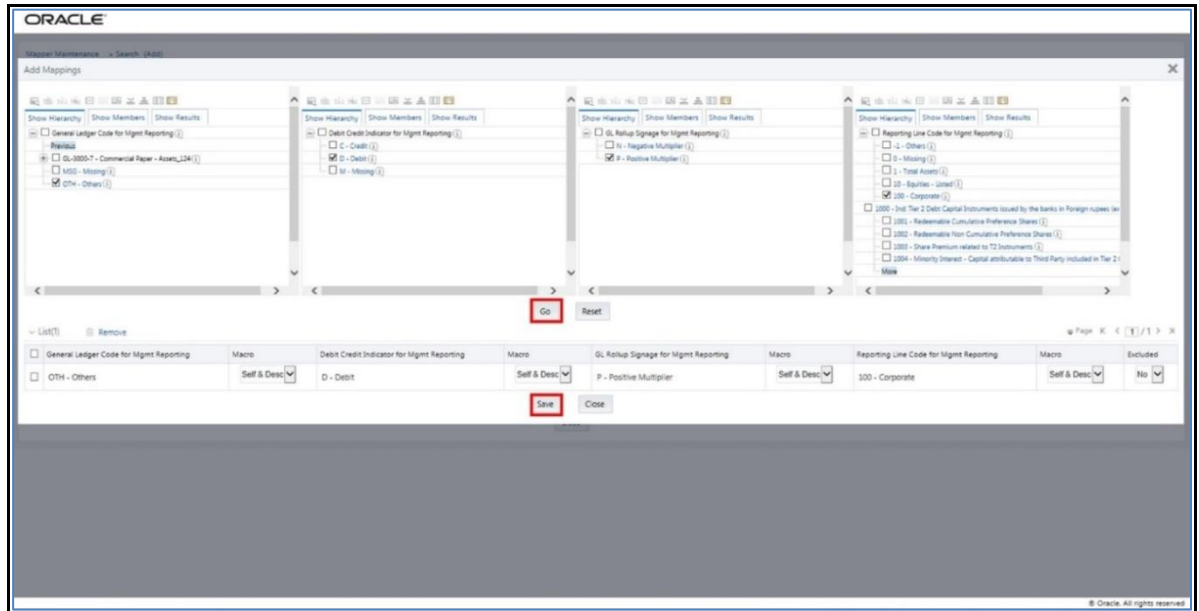 ORACLE
Mapper Maintenance » Search (Add)
Add Mappings
Show Hierarchy Show Members Show Results
General Ledger Code for Mgmt Reporting
Previous
GL-3000-T - Commercial Paper - Assets_124
MSG - Missing
OTH - Others
Show Hierarchy Show Members Show Results
Debit Credit Indicator for Mgmt Reporting
C - Credit
D - Debit
M - Missing
Show Hierarchy Show Members Show Results
GL Rollup Signage for Mgmt Reporting
N - Negative Multiplier
P - Positive Multiplier
Show Hierarchy Show Members Show Results
Reporting Line Code for Mgmt Reporting
-1 - Others
0 - Missing
1 - Total Assets
10 - Equities - Listed
100 - Corporate
1000 - Inst Tier 2 Debt Capital Instruments issued by the banks in Foreign rupees (
1001 - Redeemable Cumulative Preference Shares
1002 - Redeemable Non Cumulative Preference Shares
1003 - Share Premium related to T2 Instruments
1004 - Minority Interest - Capital attributable to Third Party included in Tier 2
More
Go Reset
List(1) Remove Page 1 / 1
General Ledger Code for Mgmt Reporting Macro Debit Credit Indicator for Mgmt Reporting Macro GL Rollup Signage for Mgmt Reporting Macro Reporting Line Code for Mgmt Reporting Macro Excluded
OTH - Others Self & Desc D - Debit Self & Desc P - Positive Multiplier Self & Desc 100 - Corporate Self & Desc No
Save Close
© Oracle. All rights reserved